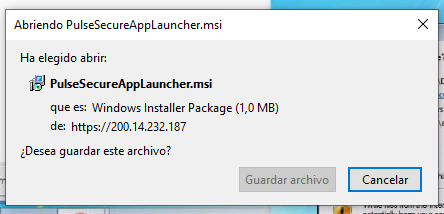 Abriendo PulseSecureAppLauncher.msi
Ha elegido abrir:
PulseSecureAppLauncher.msi
que es: Windows Installer Package (1,0 MB)
de: https://200.14.232.187
¿Desea guardar este archivo?
Guardar archivo
Cancelar